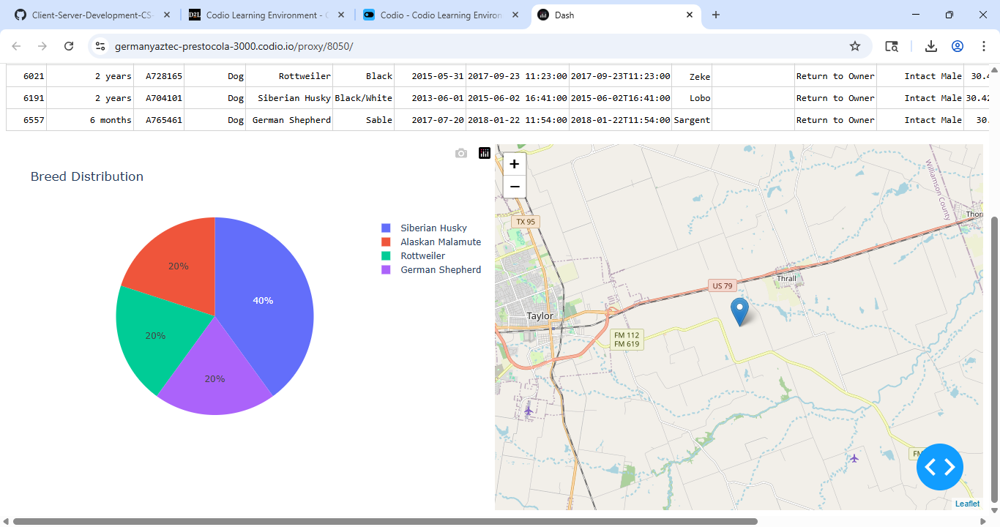 Client-Server-Development-CS-
D2L Codio Learning Environment - C
Codio - Codio Learning Environ
Dash
germanyaztec-prestocola-3000.codio.io/proxy/8050/
6021 2 years A728165 Dog Rottweiler Black 2015-05-31 2017-09-23 11:23:00 2017-09-23T11:23:00 Zeke Return to Owner Intact Male 30.4
6191 2 years A704101 Dog Siberian Husky Black/White 2013-06-01 2015-06-02 16:41:00 2015-06-02T16:41:00 Lobo Return to Owner Intact Male 30.42
6557 6 months A765461 Dog German Shepherd Sable 2017-07-20 2018-01-22 11:54:00 2018-01-22T11:54:00 Sargent Return to Owner Intact Male 30.
Breed Distribution
Siberian Husky
Alaskan Malamute
Rottweiler
German Shepherd
20%
40%
20%
20%
+
−
Williamson County
TX 95
Thor
Thrall
US 79
Taylor
FM 112
FM 619
FM
Leaflet